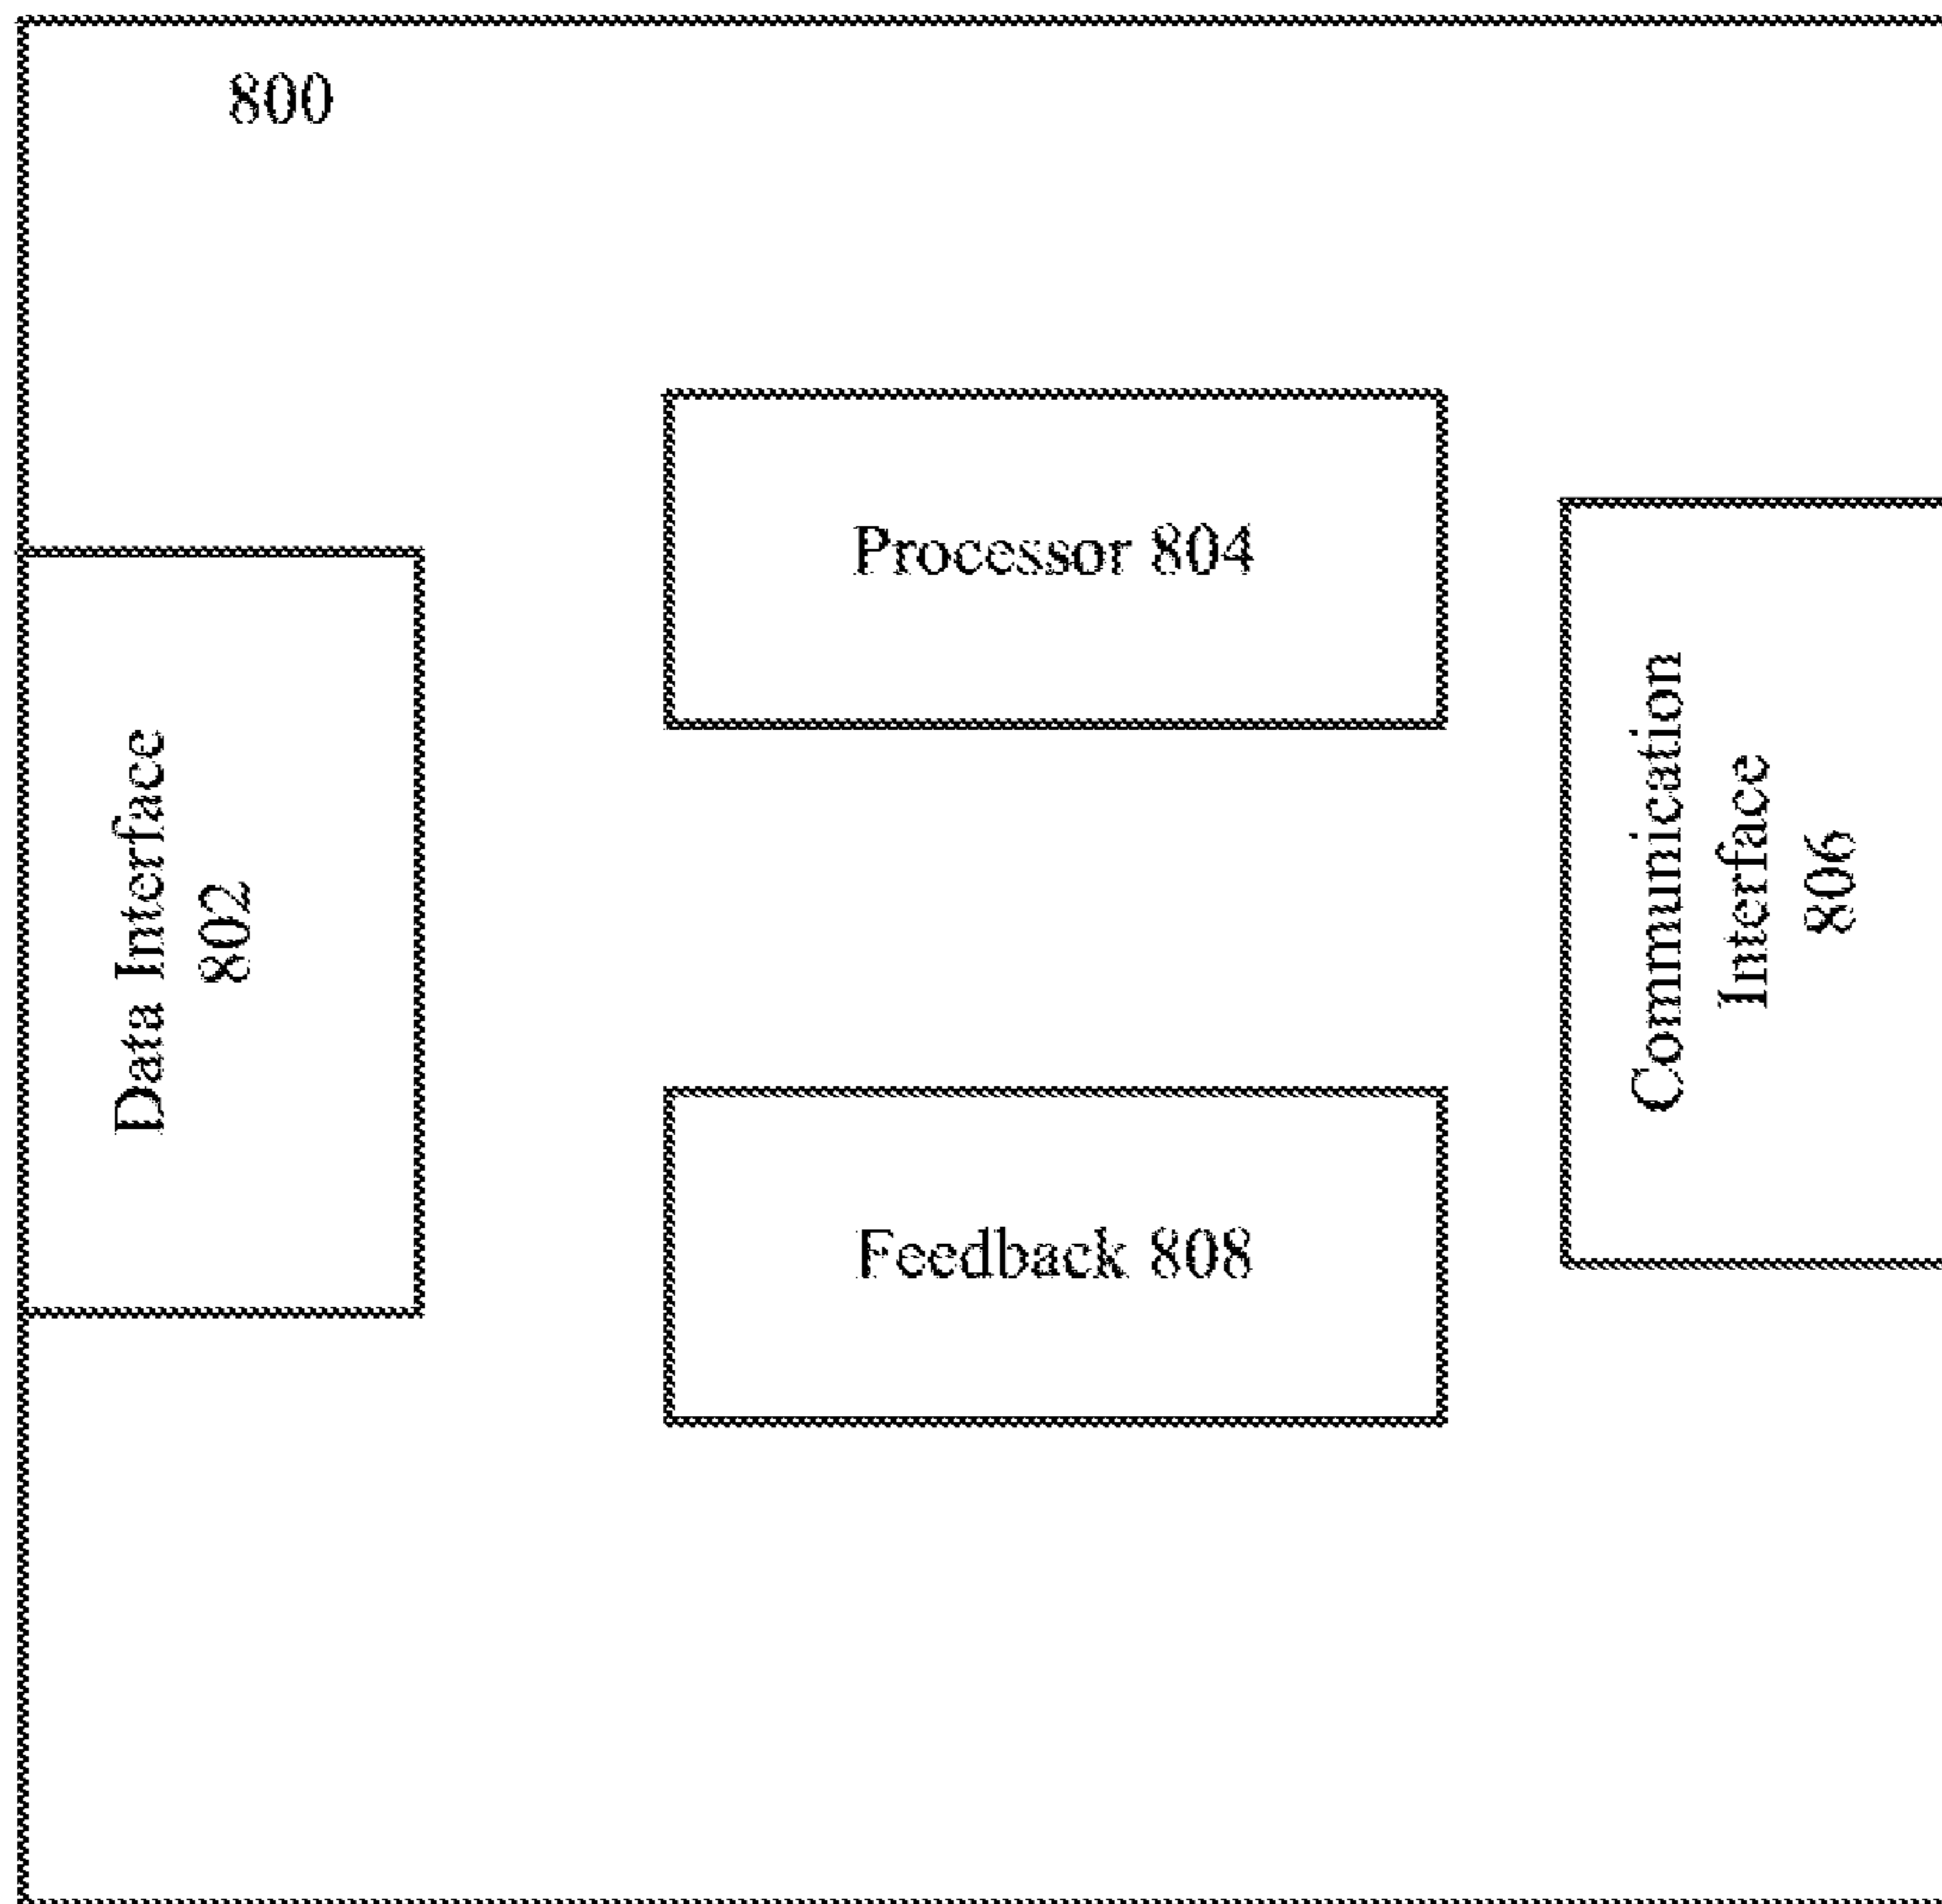 800
Processor 804
Data Interface
802
Communication
Interface
806
Feedback 808